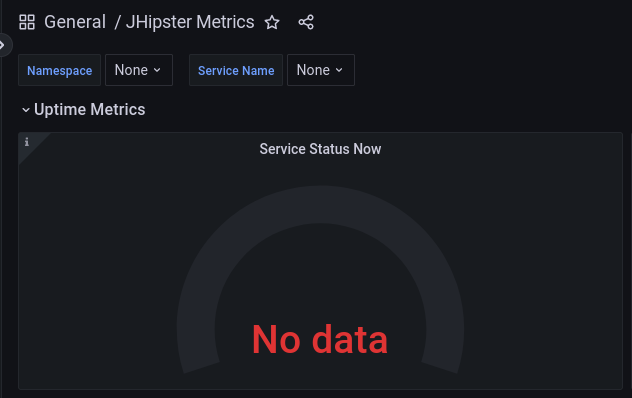 General / JHipster Metrics
Namespace None Service Name None
Uptime Metrics
i
Service Status Now
No data